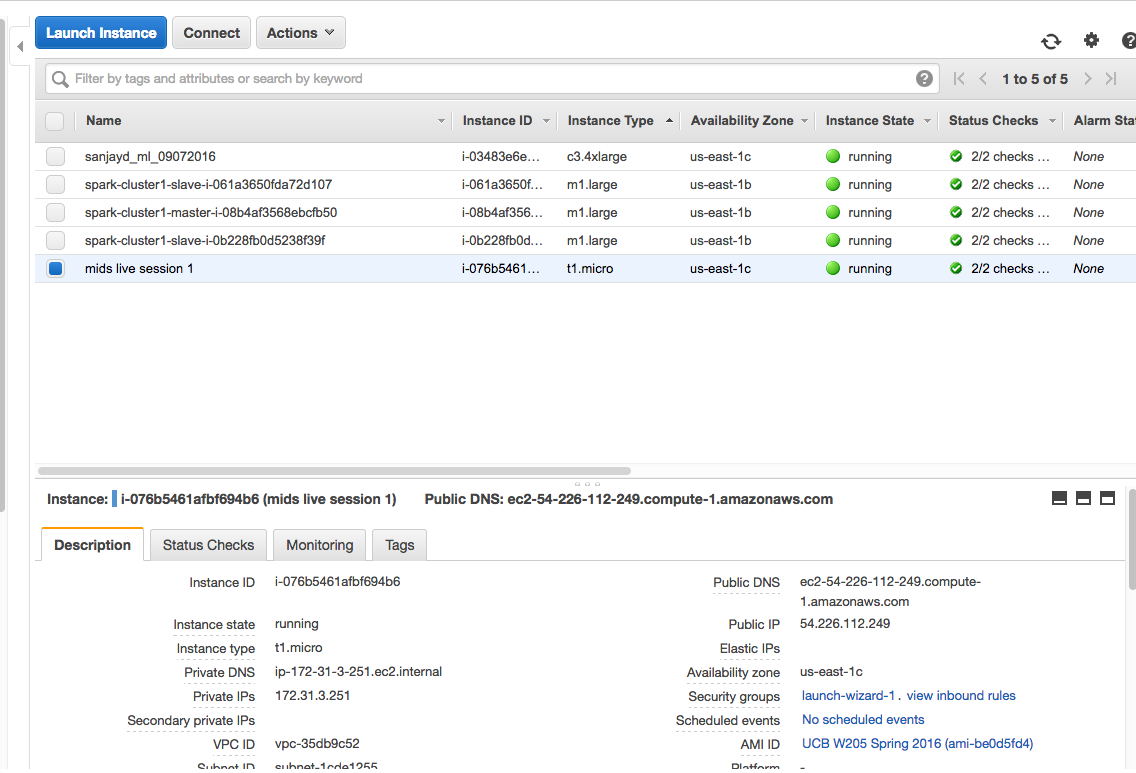 Launch Instance Connect Actions
Filter by tags and attributes or search by keyword ? 1 to 5 of 5
Name Instance ID Instance Type Availability Zone Instance State Status Checks Alarm Sta
sanjayd_ml_09072016 i-03483e6e... c3.4xlarge us-east-1c running 2/2 checks ... None
spark-cluster1-slave-i-061a3650fda72d107 i-061a3650f... m1.large us-east-1b running 2/2 checks ... None
spark-cluster1-master-i-08b4af3568ebcfb50 i-08b4af356... m1.large us-east-1b running 2/2 checks ... None
spark-cluster1-slave-i-0b228fb0d5238f39f i-0b228fb0d... m1.large us-east-1b running 2/2 checks ... None
mids live session 1 i-076b5461... t1.micro us-east-1c running 2/2 checks ... None
Instance: i-076b5461afbf694b6 (mids live session 1) Public DNS: ec2-54-226-112-249.compute-1.amazonaws.com
Description Status Checks Monitoring Tags
Instance ID i-076b5461afbf694b6 Public DNS ec2-54-226-112-249.compute-
1.amazonaws.com
Instance state running Public IP 54.226.112.249
Instance type t1.micro Elastic IPs
Private DNS ip-172-31-3-251.ec2.internal Availability zone us-east-1c
Private IPs 172.31.3.251 Security groups launch-wizard-1. view inbound rules
Secondary private IPs Scheduled events No scheduled events
VPC ID vpc-35db9c52 AMI ID UCB W205 Spring 2016 (ami-be0d5fd4)
Subnet ID subnet-1cde1255 Platform -